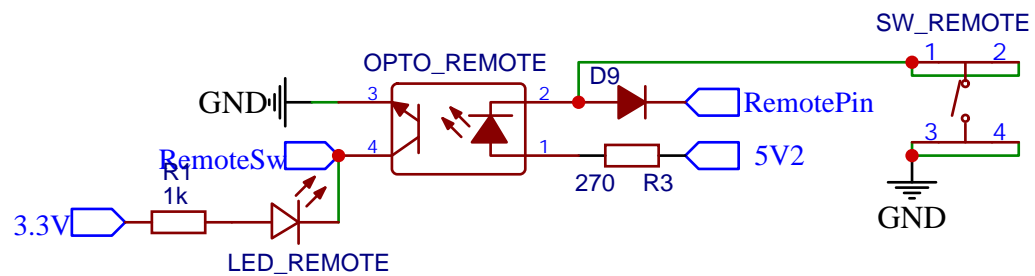 SW_REMOTE
1 2
OPTO_REMOTE
D9
3 2
GND RemotePin
RemoteSw 4 1
3 4
R1 5V2
1k 270 R3
3.3V GND
LED_REMOTE